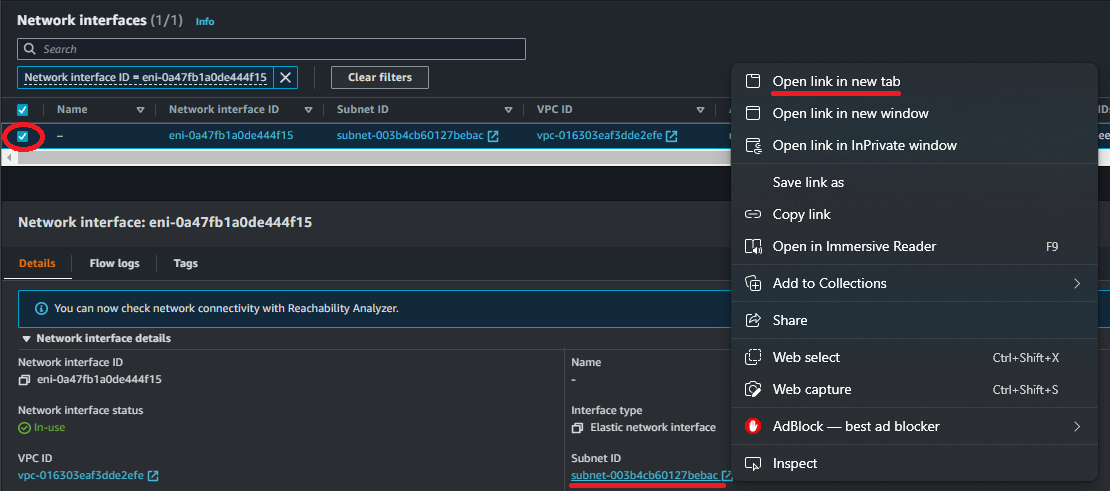 Network interfaces (1/1) Info
Search
Network interface ID = eni-0a47fb1a0de444f15
Clear filters
Name Network interface ID Subnet ID VPC ID
– eni-0a47fb1a0de444f15 subnet-003b4cb60127bebac vpc-016303eaf3dde2efe
Network interface: eni-0a47fb1a0de444f15
Details Flow logs Tags
You can now check network connectivity with Reachability Analyzer.
Network interface details
Network interface ID
eni-0a47fb1a0de444f15
Name
-
Network interface status
In-use
Interface type
Elastic network interface
VPC ID
vpc-016303eaf3dde2efe
Subnet ID
subnet-003b4cb60127bebac
Open link in new tab
Open link in new window
Open link in InPrivate window
Save link as
Copy link
Open in Immersive Reader F9
Add to Collections
Share
Web select Ctrl+Shift+X
Web capture Ctrl+Shift+S
AdBlock — best ad blocker
Inspect